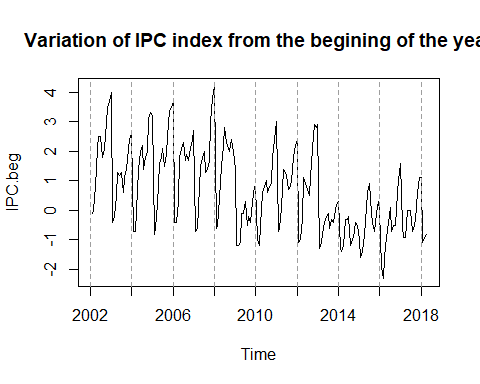 Variation of IPC index from the begining of the yea
IPC.beg
4
3
2
1
0
-1
-2
2002 2006 2010 2014 2018
Time